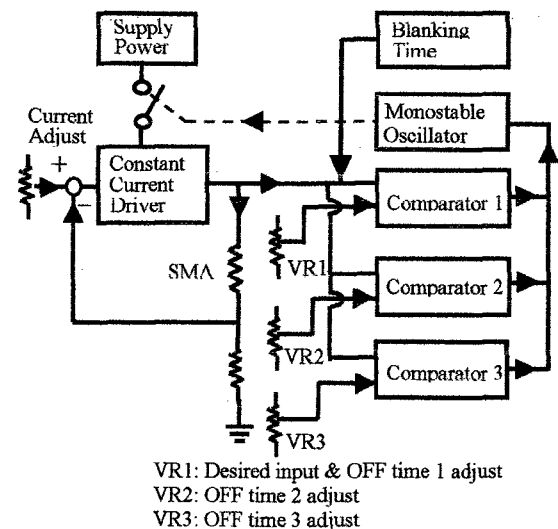 Supply
Power
Blanking
Time
Current
Adjust
Monostable
Oscillator
+
Constant
Current
Driver
−
Comparator 1
VR1
SMA
Comparator 2
VR2
Comparator 3
VR3
VR1: Desired input & OFF time 1 adjust
VR2: OFF time 2 adjust
VR3: OFF time 3 adjust